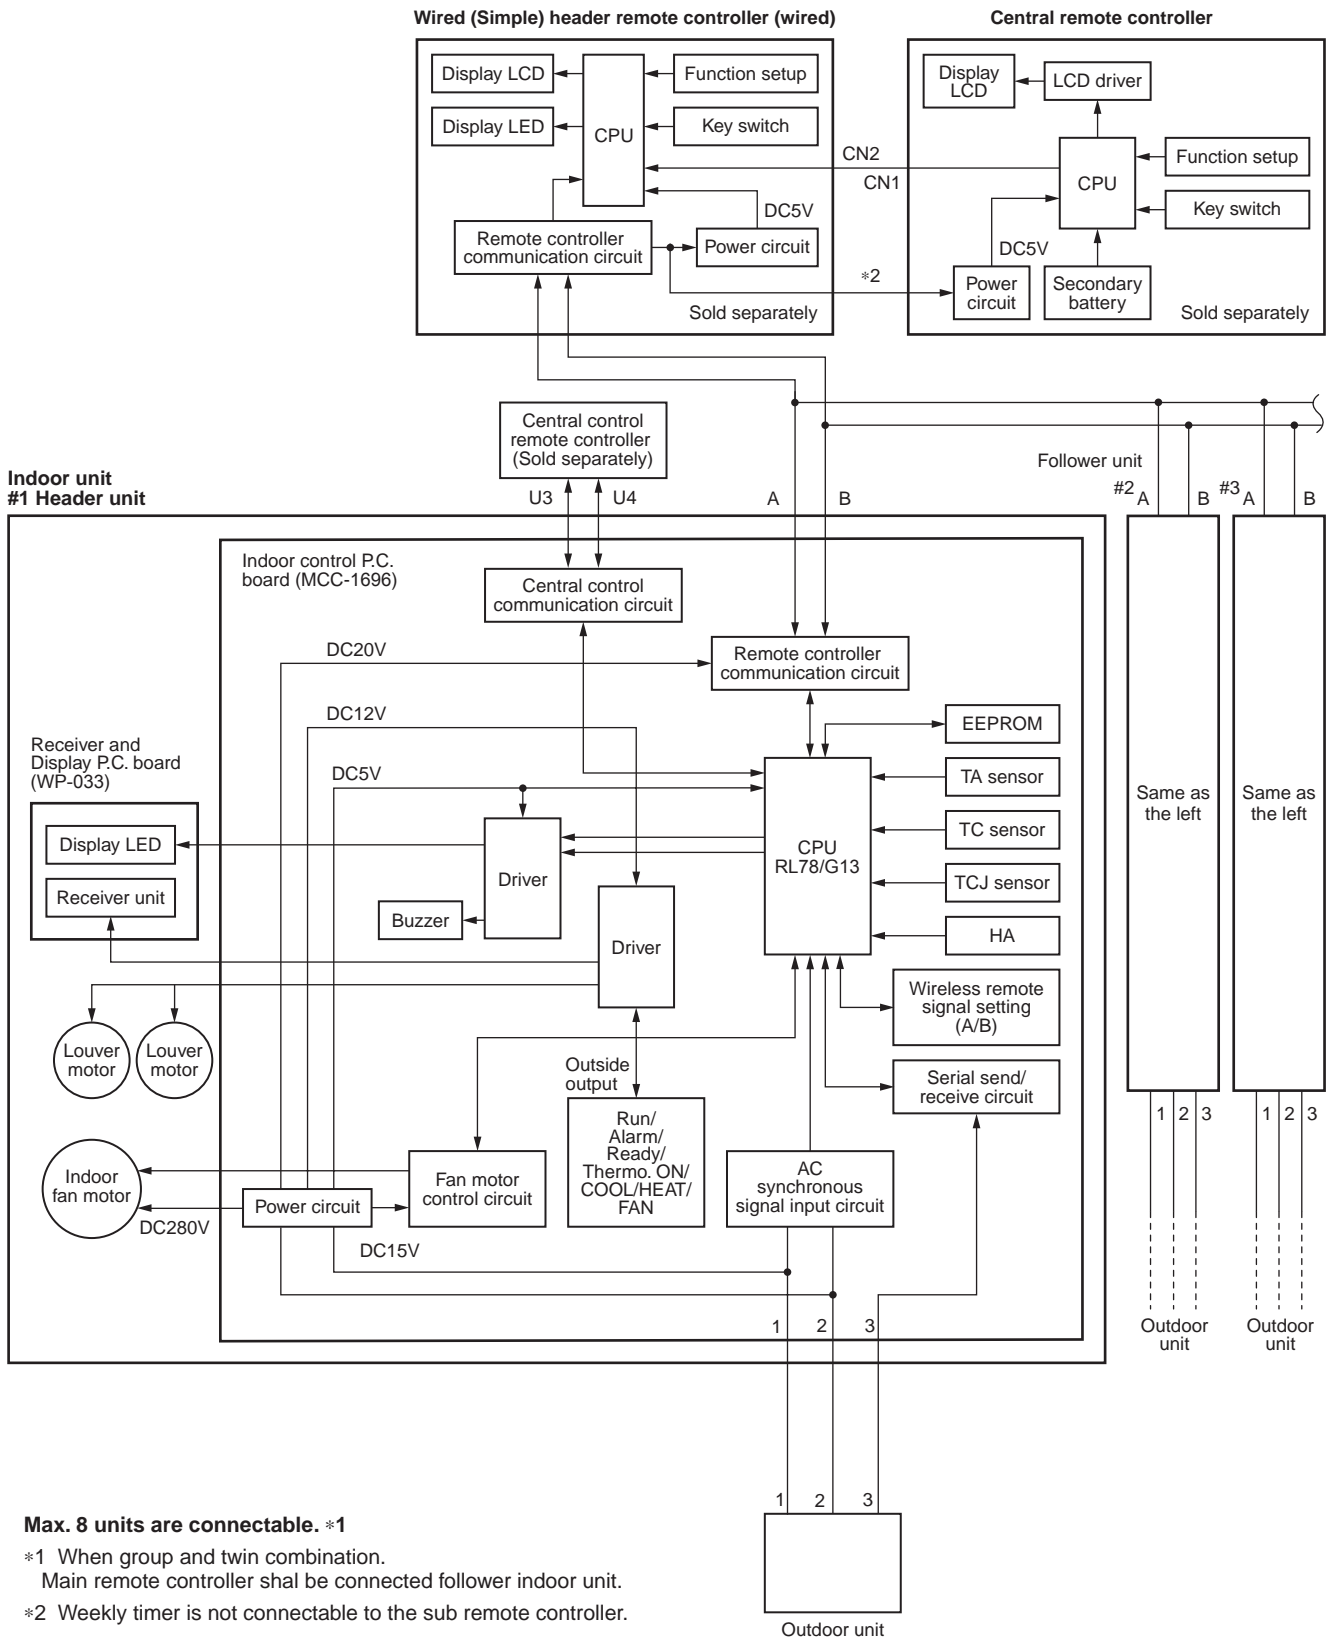 Wired (Simple) header remote controller (wired)
Central remote controller
Display LCD
CPU
Function setup
Display LED
Key switch
DC5V
Remote controller
communication circuit
Power circuit
Sold separately
CN2
CN1
∗2
Display
LCD
LCD driver
CPU
Function setup
Key switch
DC5V
Power
circuit
Secondary
battery
Sold separately
Central control
remote controller
(Sold separately)
U3
U4
A
B
Follower unit
#2
A
B
#3
A
B
Indoor unit
#1 Header unit
Indoor control P.C.
board (MCC-1696)
Central control
communication circuit
DC20V
Remote controller
communication circuit
DC12V
EEPROM
Receiver and
Display P.C. board
(WP-033)
DC5V
TA sensor
Same as
the left
Same as
the left
Display LED
Driver
CPU
RL78/G13
TC sensor
Receiver unit
TCJ sensor
Buzzer
Driver
HA
Wireless remote
signal setting
(A/B)
Louver
motor
Louver
motor
Outside
output
Serial send/
receive circuit
Run/
Alarm/
Ready/
Thermo. ON/
COOL/HEAT/
FAN
1
2
3
1
2
3
Indoor
fan motor
Fan motor
control circuit
AC
synchronous
signal input circuit
Power circuit
DC280V
DC15V
1
2
3
Outdoor
unit
Outdoor
unit
1
2
3
Outdoor unit
Max. 8 units are connectable. ∗1
∗1 When group and twin combination.
Main remote controller shal be connected follower indoor unit.
∗2 Weekly timer is not connectable to the sub remote controller.